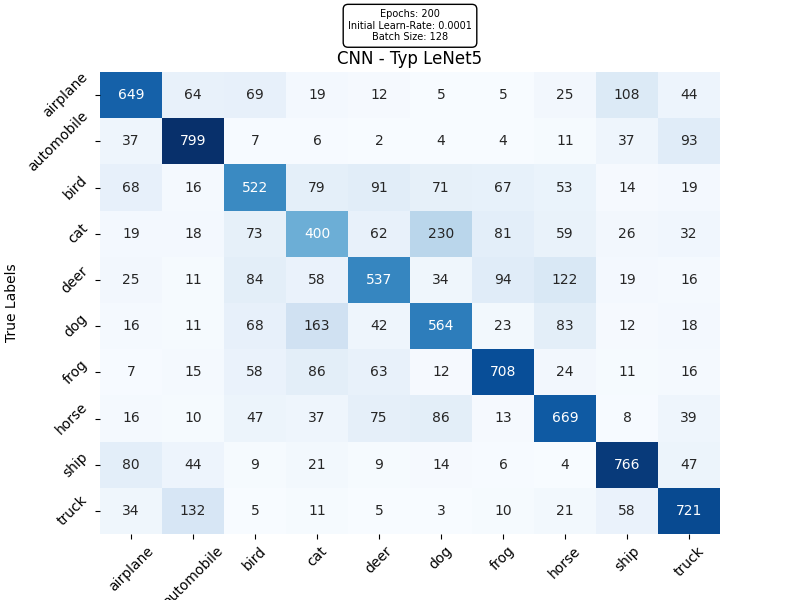 Epochs: 200
Initial Learn-Rate: 0.0001
Batch Size: 128
CNN - Typ LeNet5
True Labels
airplane 649 64 69 19 12 5 5 25 108 44
automobile 37 799 7 6 2 4 4 11 37 93
bird 68 16 522 79 91 71 67 53 14 19
cat 19 18 73 400 62 230 81 59 26 32
deer 25 11 84 58 537 34 94 122 19 16
dog 16 11 68 163 42 564 23 83 12 18
frog 7 15 58 86 63 12 708 24 11 16
horse 16 10 47 37 75 86 13 669 8 39
ship 80 44 9 21 9 14 6 4 766 47
truck 34 132 5 11 5 3 10 21 58 721
airplane automobile bird cat deer dog frog horse ship truck